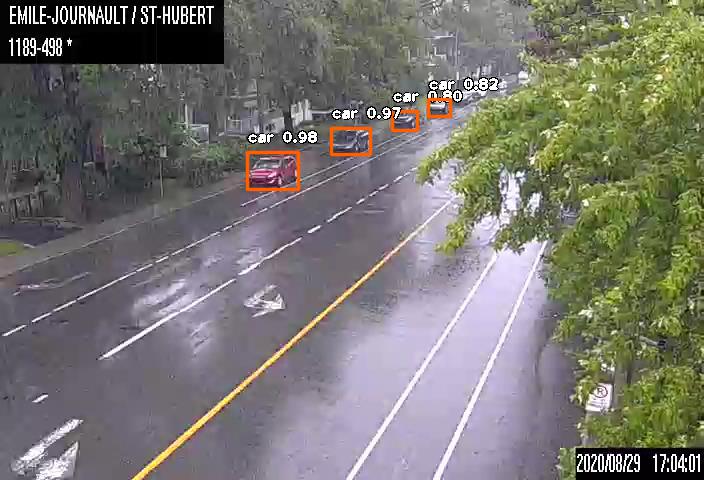 EMILE-JOURNAULT / ST-HUBERT
1189-498 *
car 0.82
car 0.80
car 0.97
car 0.98
2020/08/29 17:04:01